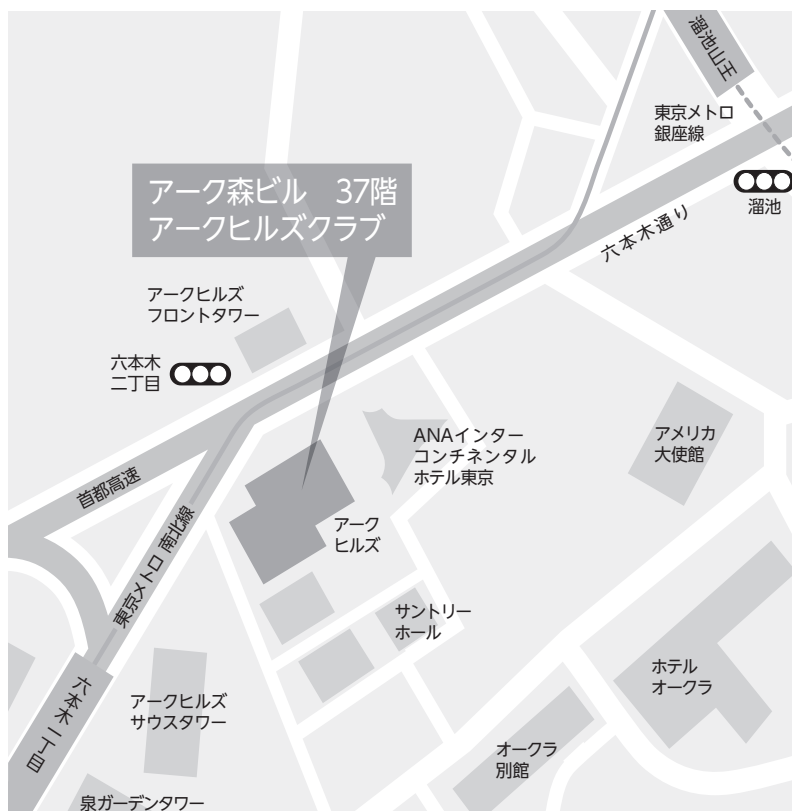 溜池山王
東京メトロ
銀座線
溜池
六本木通り
アーク森ビル　37階
アークヒルズクラブ
アークヒルズ
フロントタワー
六本木
二丁目
ANAインター
コンチネンタル
ホテル東京
アメリカ
大使館
首都高速
アーク
ヒルズ
東京メトロ 南北線
サントリー
ホール
ホテル
オークラ
六本木一丁目
アークヒルズ
サウスタワー
オークラ
別館
泉ガーデンタワー